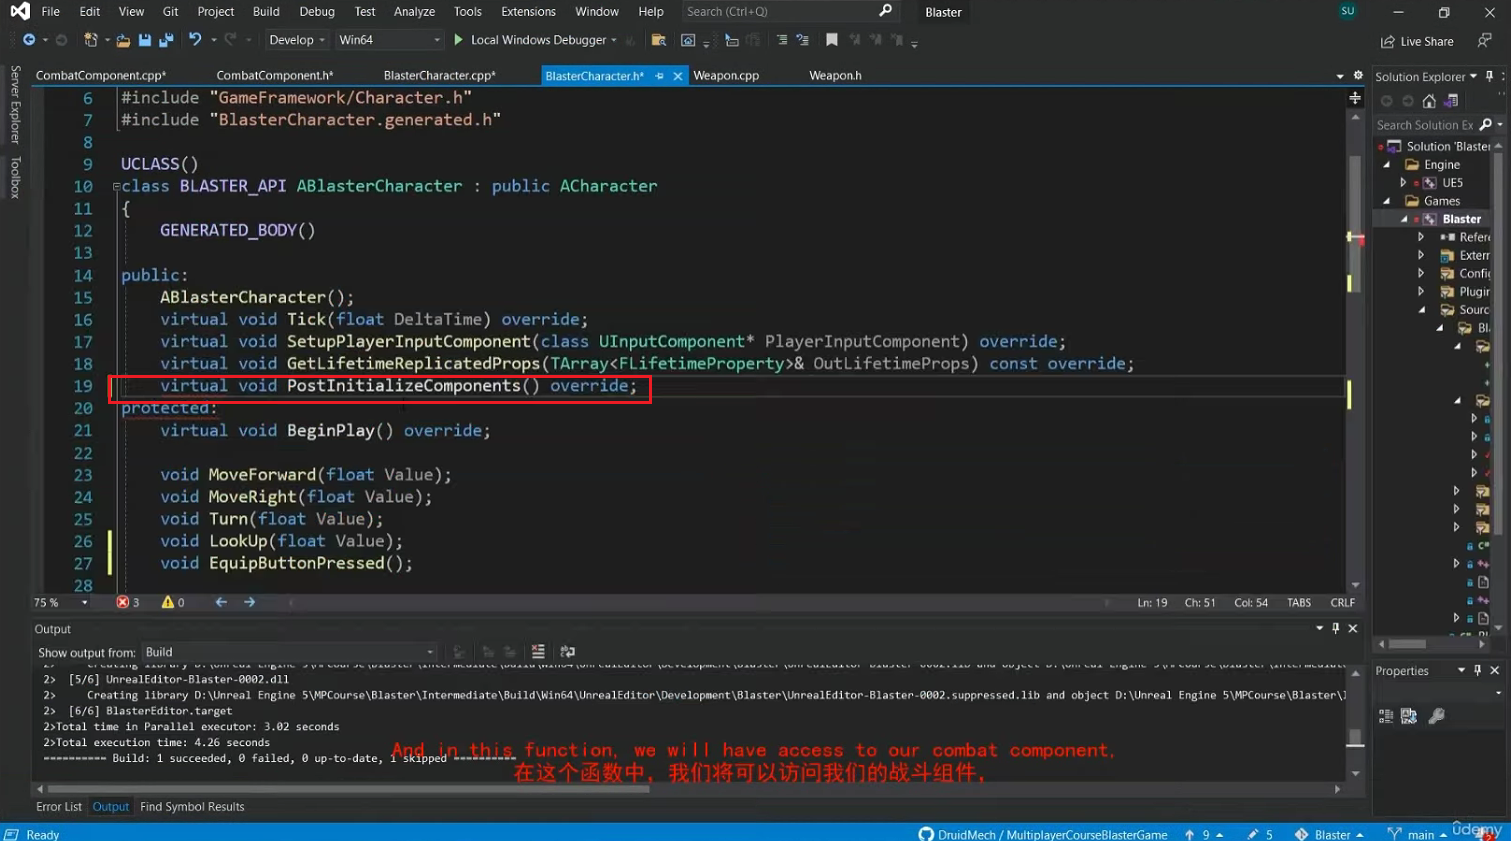 File Edit View Git Project Build Debug Test Analyze Tools Extensions Window Help Search (Ctrl+Q) Blaster SU
Develop Win64 Local Windows Debugger Live Share
CombatComponent.cpp* CombatComponent.h* BlasterCharacter.cpp* BlasterCharacter.h* Weapon.cpp Weapon.h
Server Explorer
Toolbox
6 #include "GameFramework/Character.h"
7 #include "BlasterCharacter.generated.h"
8
9 UCLASS()
10 class BLASTER_API ABlasterCharacter : public ACharacter
11 {
12 GENERATED_BODY()
13
14 public:
15 ABlasterCharacter();
16 virtual void Tick(float DeltaTime) override;
17 virtual void SetupPlayerInputComponent(class UInputComponent* PlayerInputComponent) override;
18 virtual void GetLifetimeReplicatedProps(TArray<FLifetimeProperty>& OutLifetimeProps) const override;
19 virtual void PostInitializeComponents() override;
20 protected:
21 virtual void BeginPlay() override;
22
23 void MoveForward(float Value);
24 void MoveRight(float Value);
25 void Turn(float Value);
26 void LookUp(float Value);
27 void EquipButtonPressed();
28
75 % 3 0 Ln: 19 Ch: 51 Col: 54 TABS CRLF
Solution Explorer
Search Solution Ex
Solution 'Blaster
Engine
UE5
Games
Blaster
Refere
Extern
Config
Plugin
Sourc
Bl
Properties
Output
Show output from: Build
2> [5/6] UnrealEditor-Blaster-0002.dll
2> Creating library D:\Unreal Engine 5\MPCourse\Blaster\Intermediate\Build\Win64\UnrealEditor\Development\Blaster\UnrealEditor-Blaster-0002.suppressed.lib and object D:\Unreal Engine 5\MPCourse\Blaster\I
2> [6/6] BlasterEditor.target
2>Total time in Parallel executor: 3.02 seconds
2>Total execution time: 4.26 seconds
========== Build: 1 succeeded, 0 failed, 0 up-to-date, 1 skipped ==========
And in this function, we will have access to our combat component,
在这个函数中，我们将可以访问我们的战斗组件，
Error List Output Find Symbol Results
Ready DruidMech / MultiplayerCourseBlasterGame 9 5 Blaster main
udemy